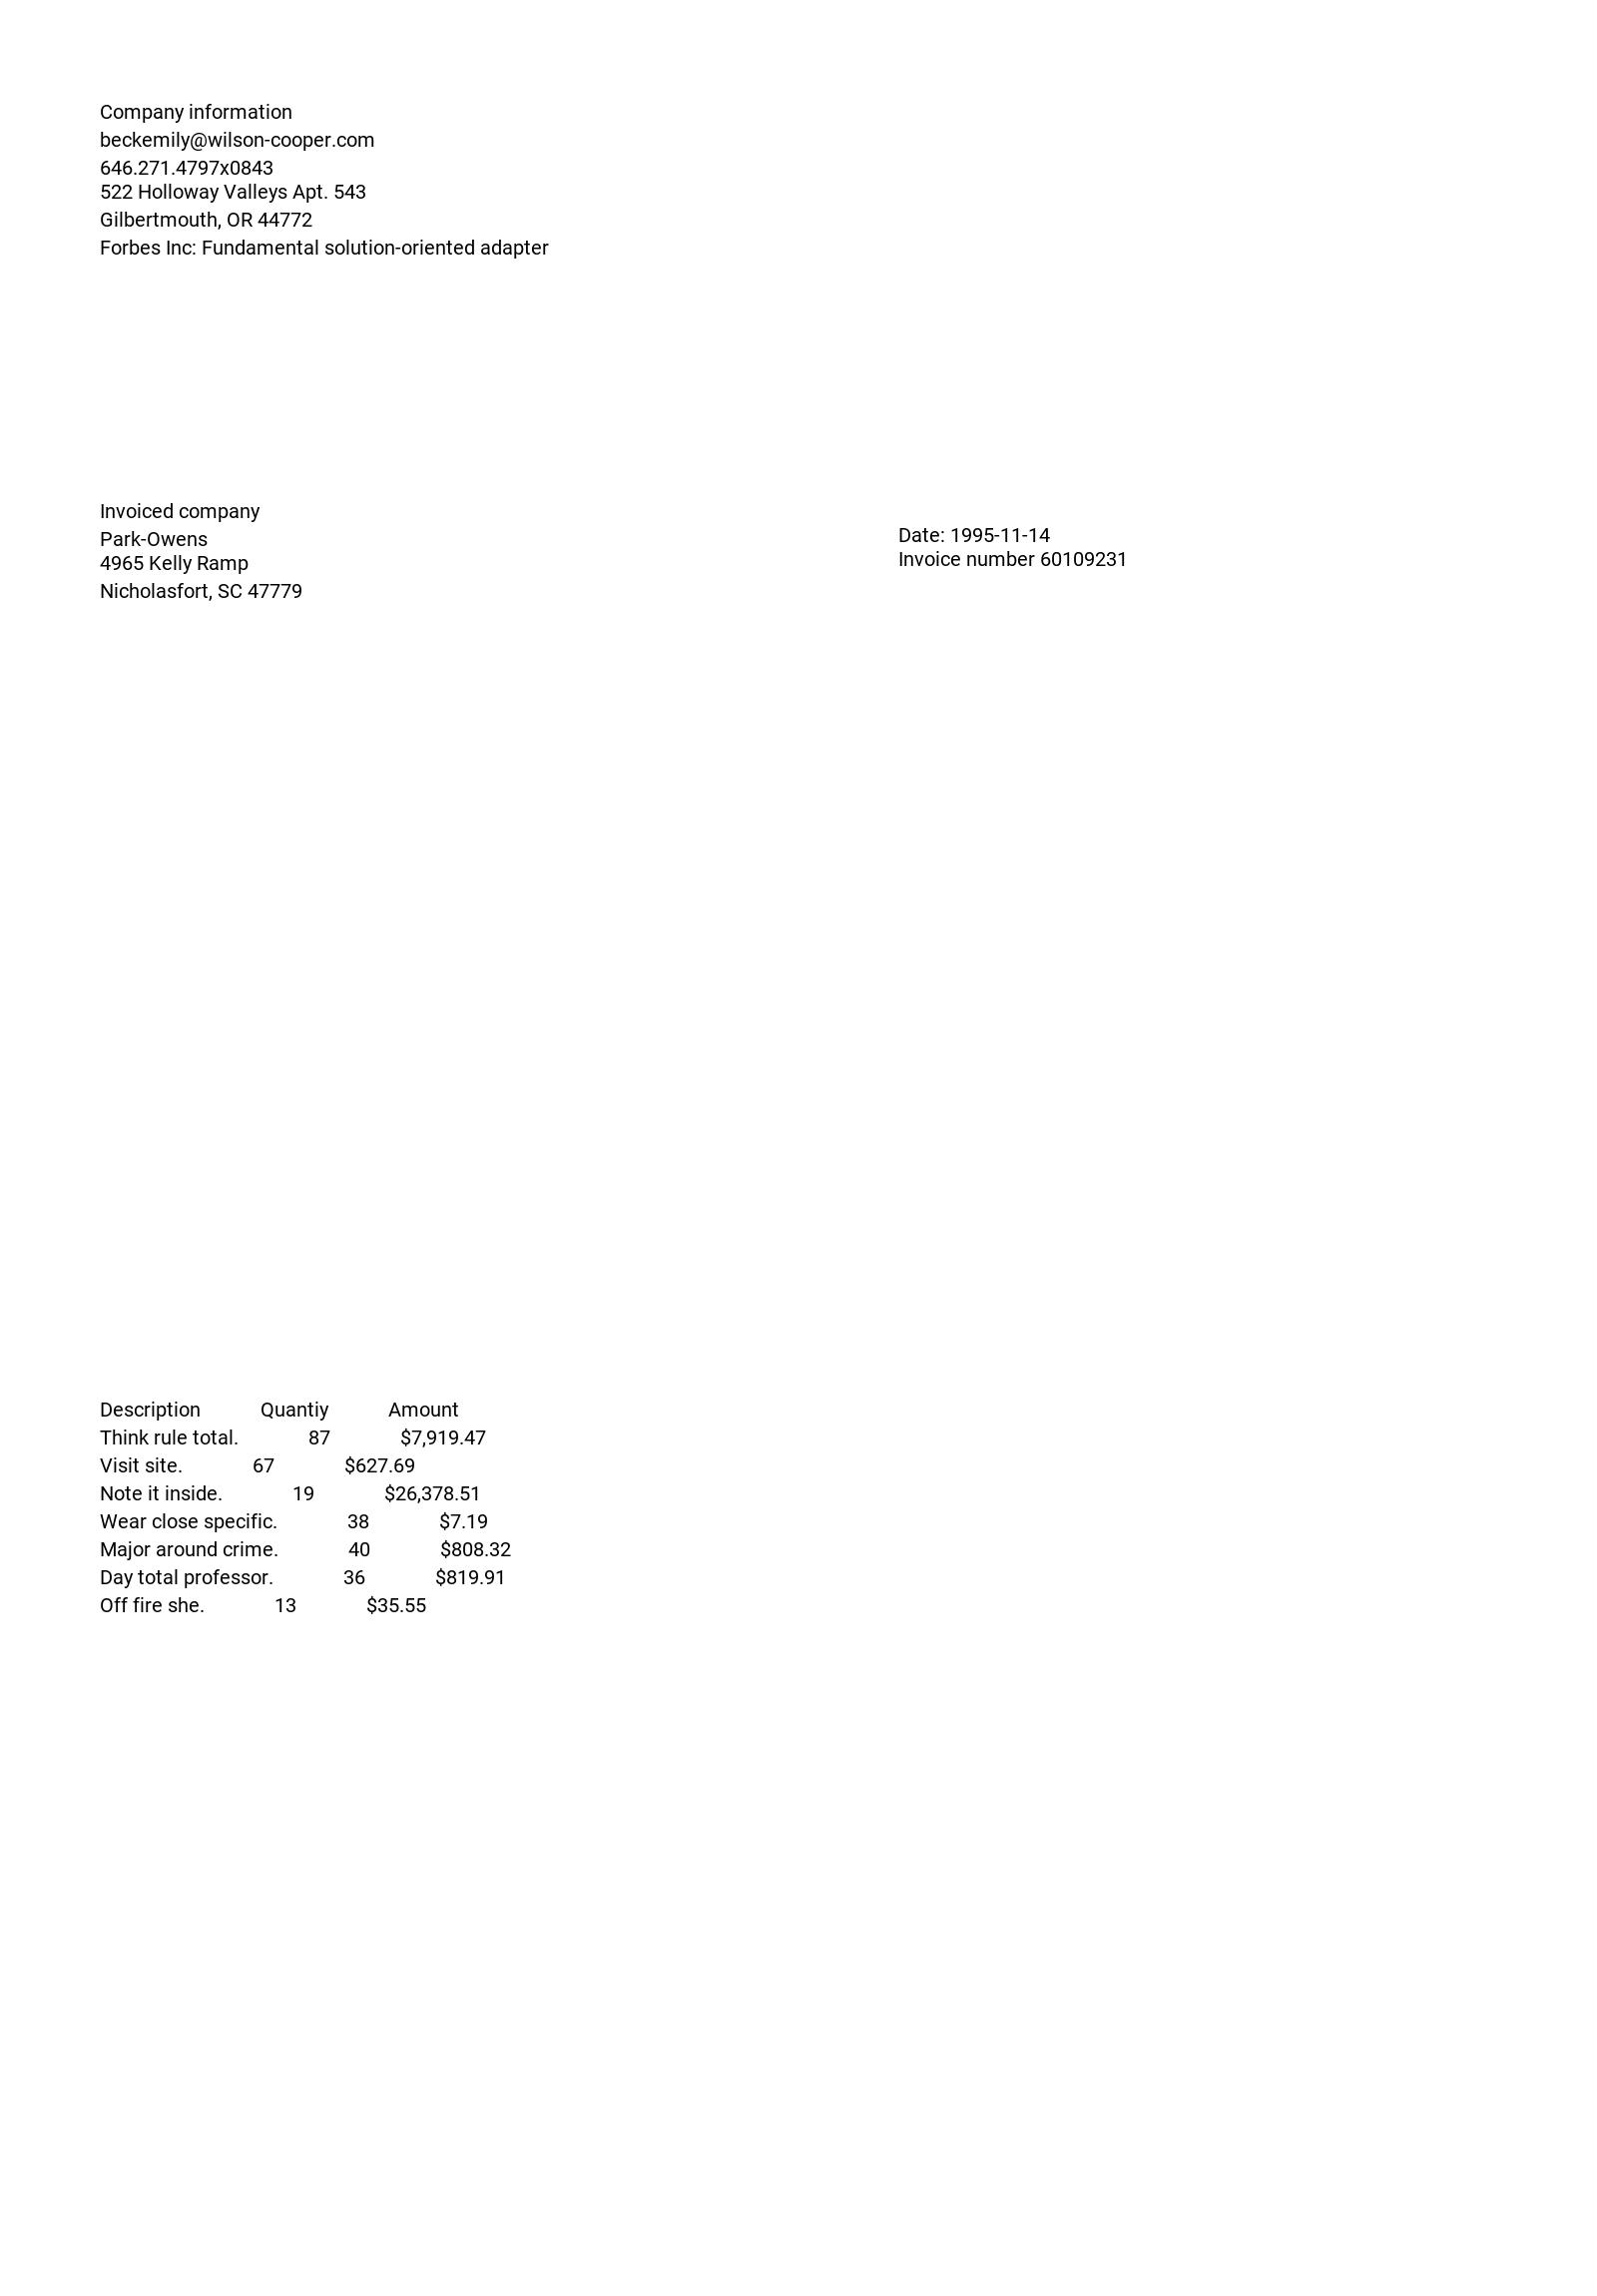 Company information
beckemily@wilson-cooper.com
646.271.4797x0843
522 Holloway Valleys Apt. 543
Gilbertmouth, OR 44772
Forbes Inc: Fundamental solution-oriented adapter
Invoiced company
Park-Owens
4965 Kelly Ramp
Nicholasfort, SC 47779
Date: 1995-11-14
Invoice number 60109231
Description Quantiy Amount
Think rule total. 87 $7,919.47
Visit site. 67 $627.69
Note it inside. 19 $26,378.51
Wear close specific. 38 $7.19
Major around crime. 40 $808.32
Day total professor. 36 $819.91
Off fire she. 13 $35.55